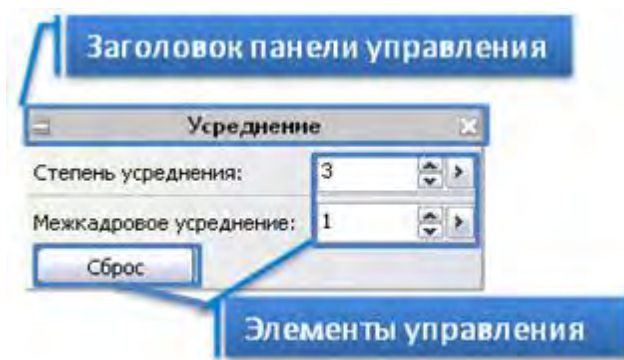 Заголовок панели управления
Усреднение
Степень усреднения: 3
Межкадровое усреднение: 1
Сброс
Элементы управления